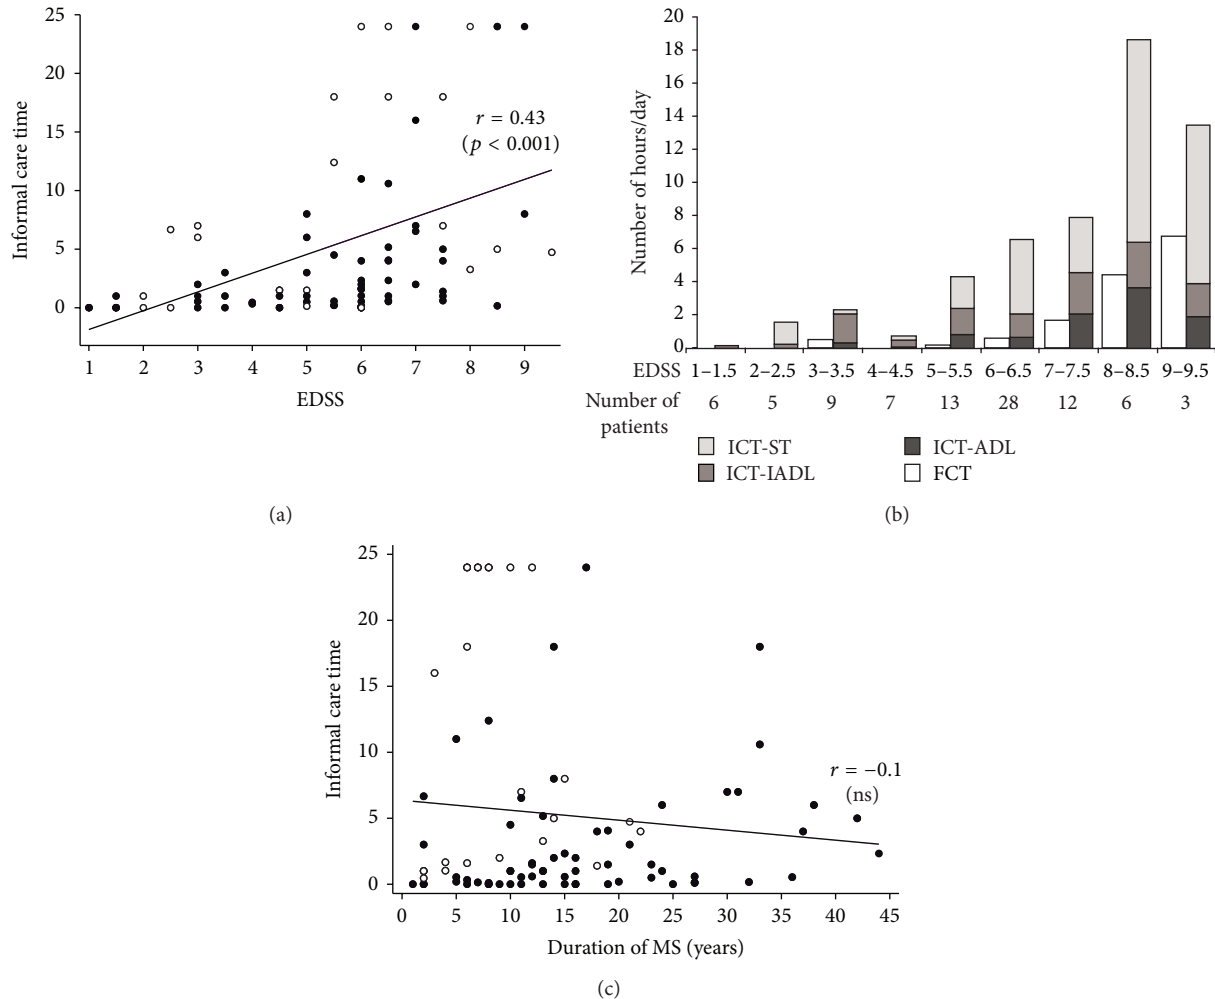 25
20
15
10
5
0
Informal care time
r = 0.43
(p < 0.001)
1 2 3 4 5 6 7 8 9
EDSS
(a)
20
18
16
14
12
10
8
6
4
2
0
Number of hours/day
EDSS 1–1.5 2–2.5 3–3.5 4–4.5 5–5.5 6–6.5 7–7.5 8–8.5 9–9.5
Number of patients 6 5 9 7 13 28 12 6 3
ICT-ST
ICT-IADL
ICT-ADL
FCT
(b)
25
20
15
10
5
0
Informal care time
r = −0.1
(ns)
0 5 10 15 20 25 30 35 40 45
Duration of MS (years)
(c)